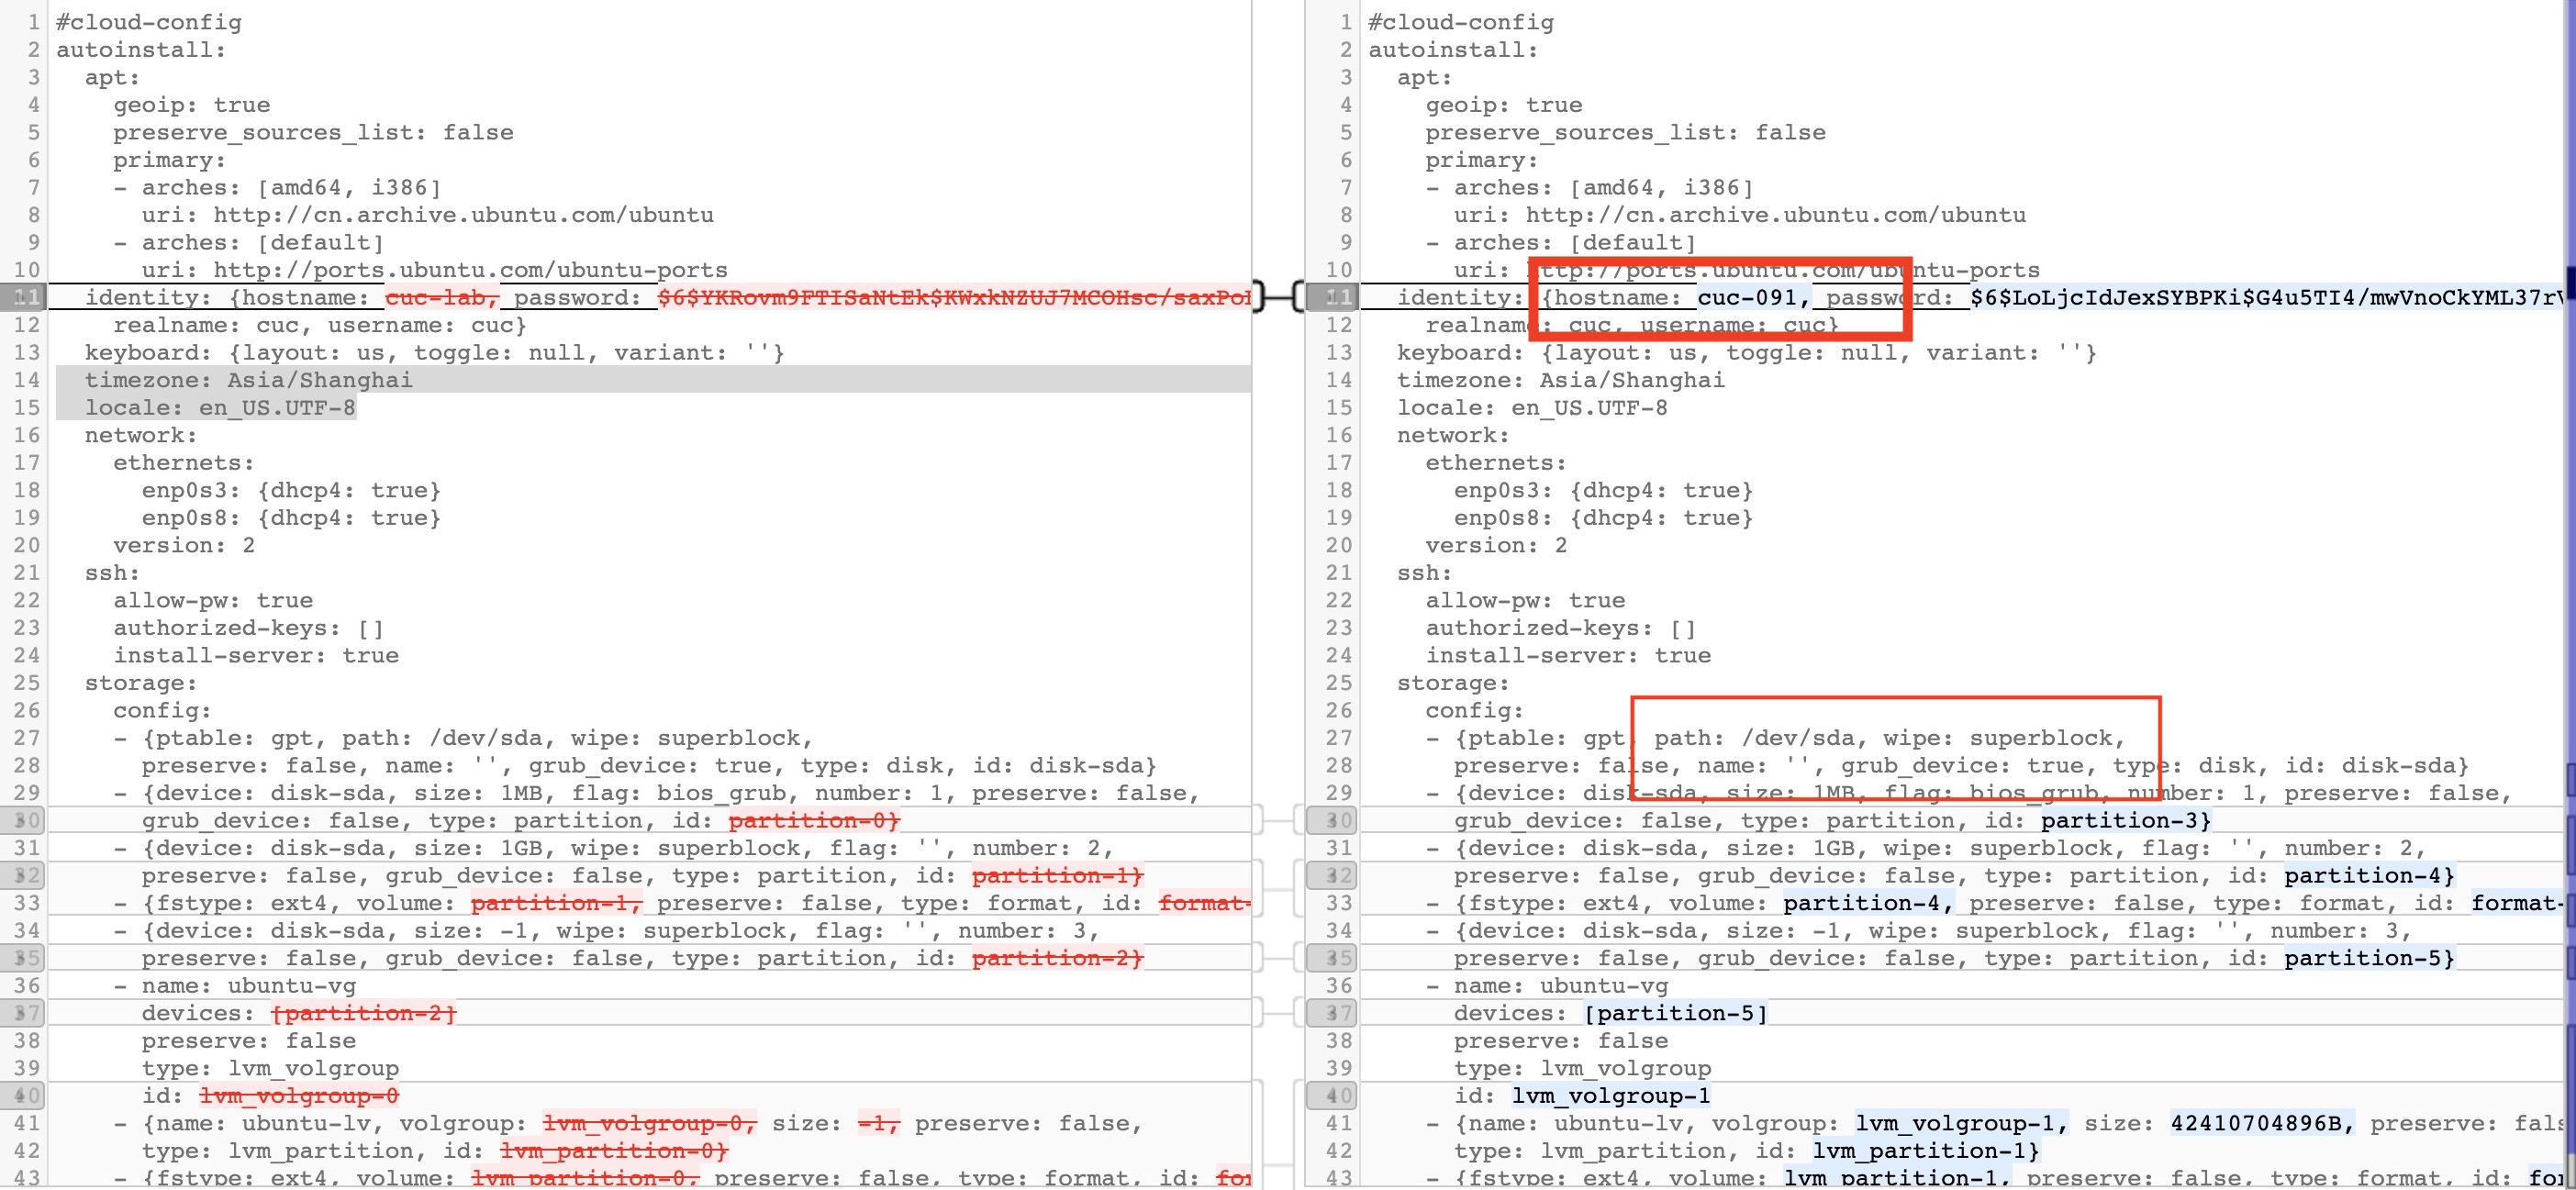 1 #cloud-config
2 autoinstall:
3 apt:
4 geoip: true
5 preserve_sources_list: false
6 primary:
7 - arches: [amd64, i386]
8 uri: http://cn.archive.ubuntu.com/ubuntu
9 - arches: [default]
10 uri: http://ports.ubuntu.com/ubuntu-ports
11 identity: {hostname: cuc-lab, password: $6$YKRovm9FTISaNtEk$KWxkNZUJ7MCOHsc/saxPo
12 realname: cuc, username: cuc}
13 keyboard: {layout: us, toggle: null, variant: ''}
14 timezone: Asia/Shanghai
15 locale: en_US.UTF-8
16 network:
17 ethernets:
18 enp0s3: {dhcp4: true}
19 enp0s8: {dhcp4: true}
20 version: 2
21 ssh:
22 allow-pw: true
23 authorized-keys: []
24 install-server: true
25 storage:
26 config:
27 - {ptable: gpt, path: /dev/sda, wipe: superblock,
28 preserve: false, name: '', grub_device: true, type: disk, id: disk-sda}
29 - {device: disk-sda, size: 1MB, flag: bios_grub, number: 1, preserve: false,
30 grub_device: false, type: partition, id: partition-0}
31 - {device: disk-sda, size: 1GB, wipe: superblock, flag: '', number: 2,
32 preserve: false, grub_device: false, type: partition, id: partition-1}
33 - {fstype: ext4, volume: partition-1, preserve: false, type: format, id: format-
34 - {device: disk-sda, size: -1, wipe: superblock, flag: '', number: 3,
35 preserve: false, grub_device: false, type: partition, id: partition-2}
36 - name: ubuntu-vg
37 devices: [partition-2]
38 preserve: false
39 type: lvm_volgroup
40 id: lvm_volgroup-0
41 - {name: ubuntu-lv, volgroup: lvm_volgroup-0, size: -1, preserve: false,
42 type: lvm_partition, id: lvm_partition-0}
43 - {fstype: ext4, volume: lvm_partition-0, preserve: false, type: format, id: for
1 #cloud-config
2 autoinstall:
3 apt:
4 geoip: true
5 preserve_sources_list: false
6 primary:
7 - arches: [amd64, i386]
8 uri: http://cn.archive.ubuntu.com/ubuntu
9 - arches: [default]
10 uri: http://ports.ubuntu.com/ubuntu-ports
11 identity: {hostname: cuc-091, password: $6$LoLjcIdJexSYBPKi$G4u5TI4/mwVnoCkYML37r
12 realname: cuc, username: cuc}
13 keyboard: {layout: us, toggle: null, variant: ''}
14 timezone: Asia/Shanghai
15 locale: en_US.UTF-8
16 network:
17 ethernets:
18 enp0s3: {dhcp4: true}
19 enp0s8: {dhcp4: true}
20 version: 2
21 ssh:
22 allow-pw: true
23 authorized-keys: []
24 install-server: true
25 storage:
26 config:
27 - {ptable: gpt, path: /dev/sda, wipe: superblock,
28 preserve: false, name: '', grub_device: true, type: disk, id: disk-sda}
29 - {device: disk-sda, size: 1MB, flag: bios_grub, number: 1, preserve: false,
30 grub_device: false, type: partition, id: partition-3}
31 - {device: disk-sda, size: 1GB, wipe: superblock, flag: '', number: 2,
32 preserve: false, grub_device: false, type: partition, id: partition-4}
33 - {fstype: ext4, volume: partition-4, preserve: false, type: format, id: format-
34 - {device: disk-sda, size: -1, wipe: superblock, flag: '', number: 3,
35 preserve: false, grub_device: false, type: partition, id: partition-5}
36 - name: ubuntu-vg
37 devices: [partition-5]
38 preserve: false
39 type: lvm_volgroup
40 id: lvm_volgroup-1
41 - {name: ubuntu-lv, volgroup: lvm_volgroup-1, size: 42410704896B, preserve: fals
42 type: lvm_partition, id: lvm_partition-1}
43 - {fstype: ext4, volume: lvm_partition-1, preserve: false, type: format, id: for